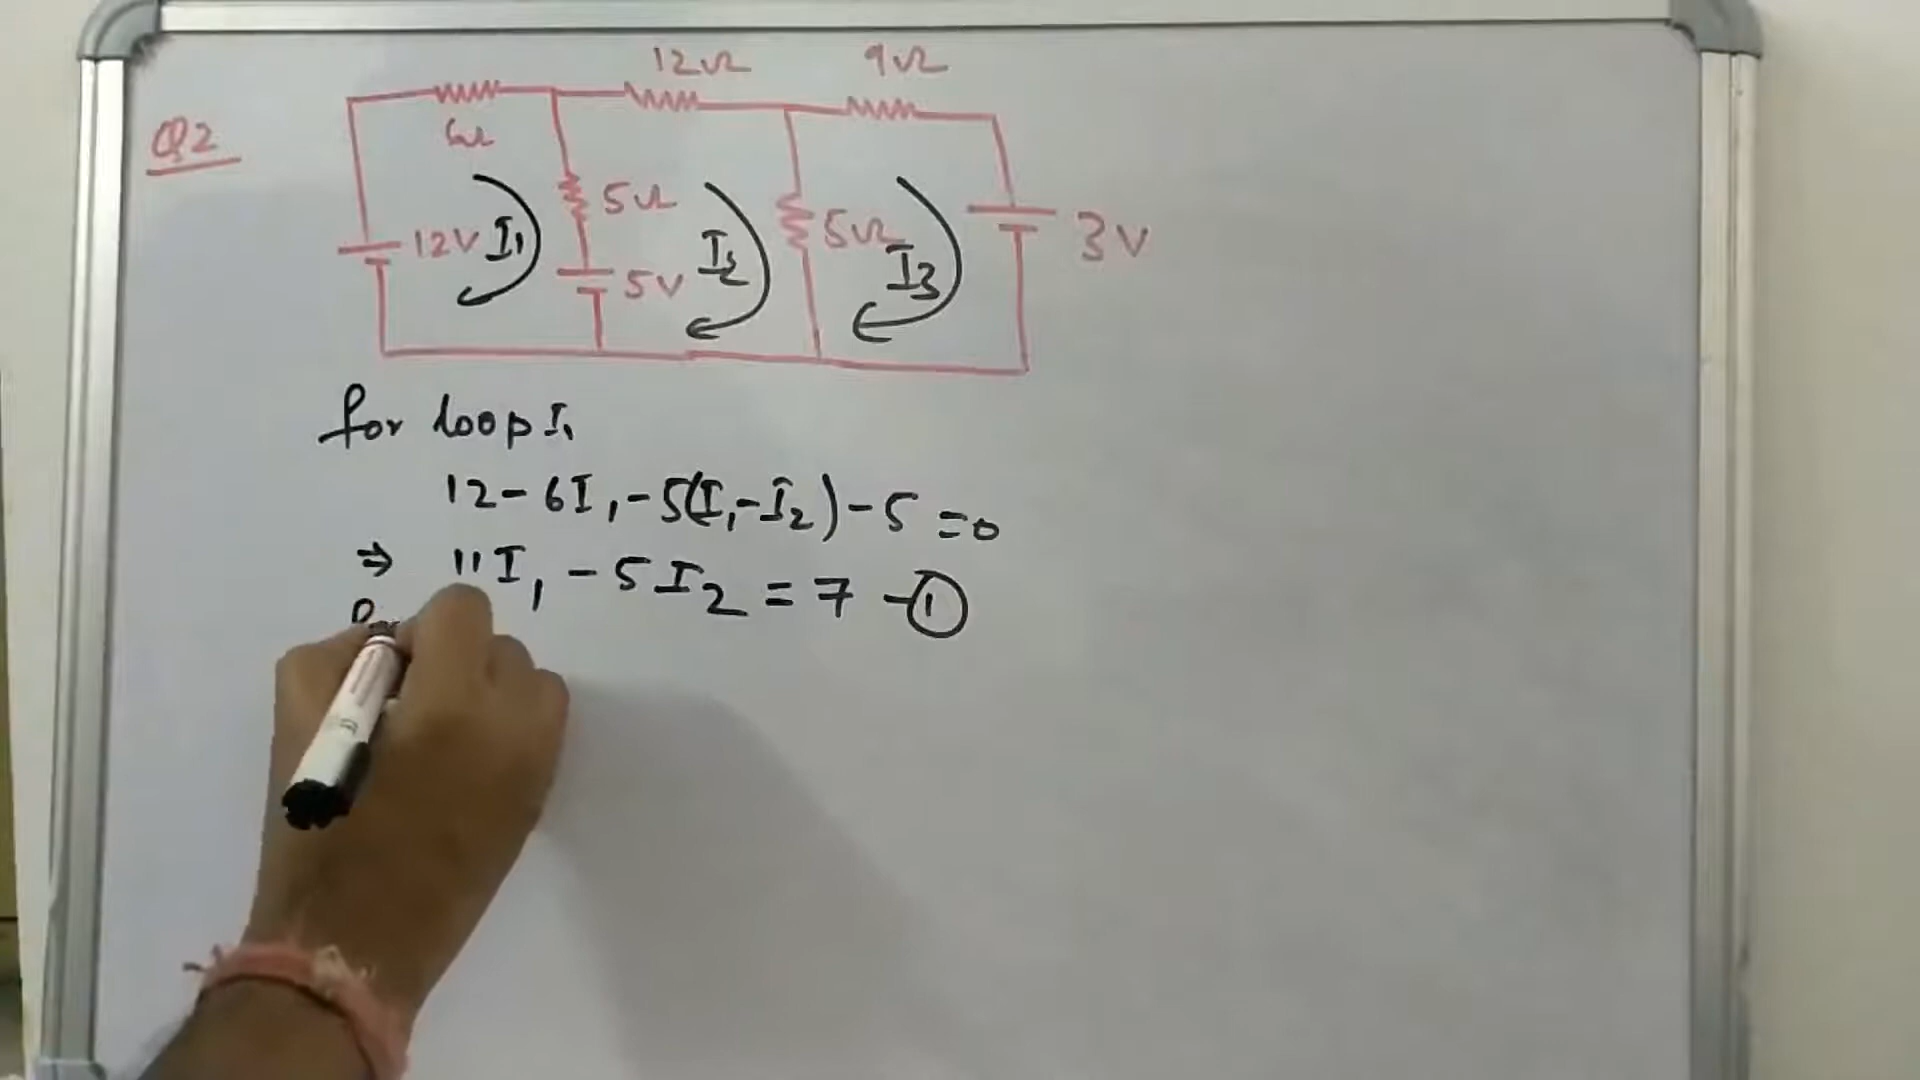 Q2
12Ω 9Ω
6Ω
5Ω
5Ω
12V I1
5V I2
I3
3V
for loop I1
12 - 6I1 - 5(I1 - I2) - 5 = 0
⇒ 11I1 - 5I2 = 7 - ①